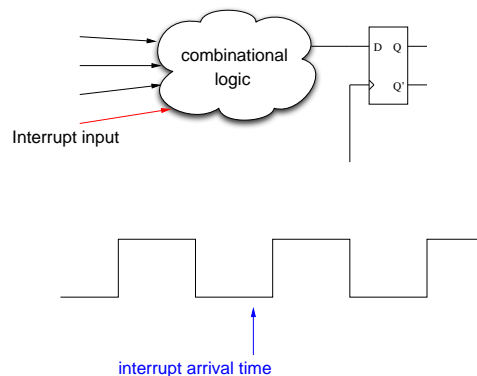 combinational
logic
D Q
Q'
Interrupt input
interrupt arrival time